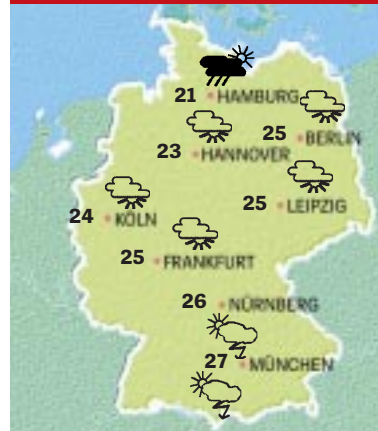 21 HAMBURG
25 BERLIN
23 HANNOVER
25 LEIPZIG
24 KÖLN
25 FRANKFURT
26 NÜRNBERG
27 MÜNCHEN